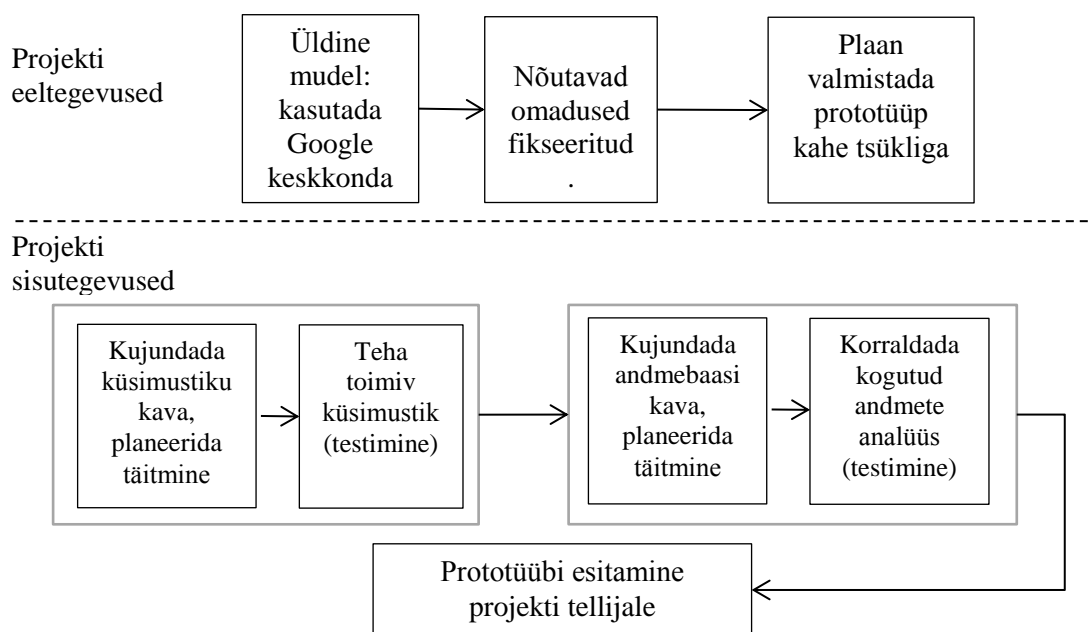 Projekti
eeltegevused
Üldine
mudel:
kasutada
Google
keskkonda
Nõutavad
omadused
fikseeritud
.
Plaan
valmistada
prototüüp
kahe tsükliga
Projekti
sisutegevused
Kujundada
küsimustiku
kava,
planeerida
täitmine
Teha
toimiv
küsimustik
(testimine)
Kujundada
andmebaasi
kava,
planeerida
täitmine
Korraldada
kogutud
andmete
analüüs
(testimine)
Prototüübi esitamine
projekti tellijale